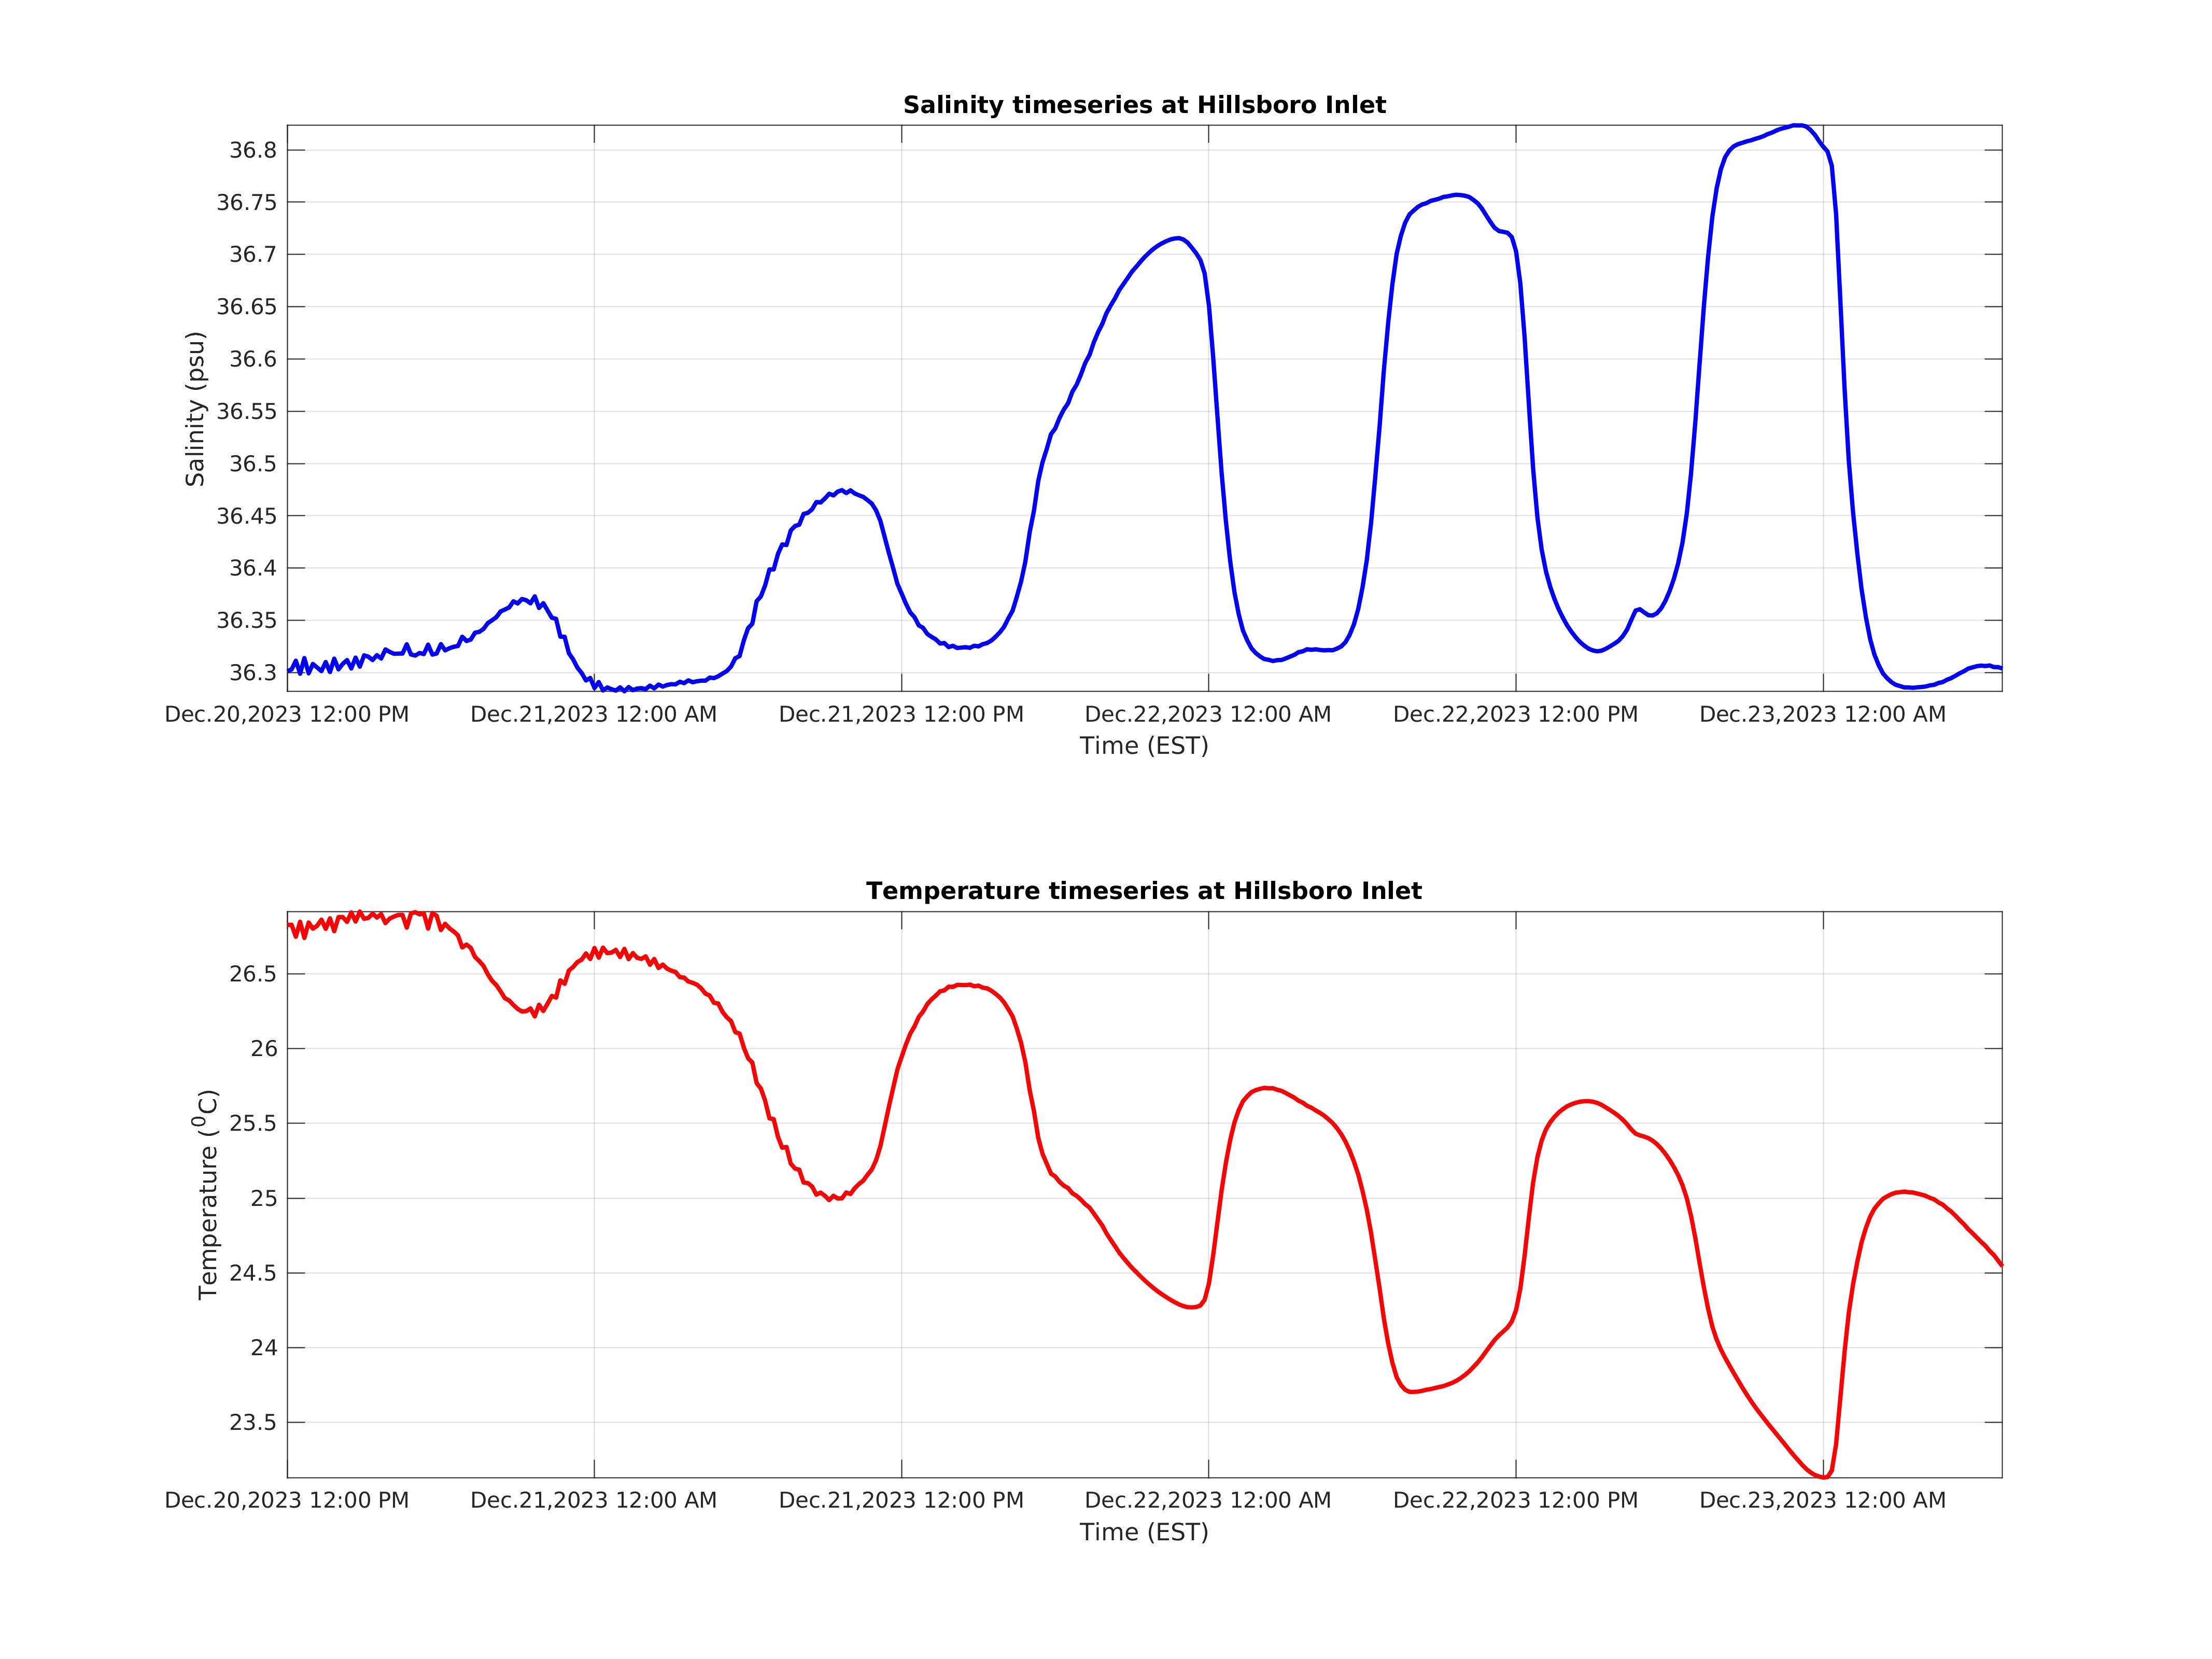 Salinity timeseries at Hillsboro Inlet
36.8
36.75
36.7
36.65
36.6
36.55
36.5
36.45
36.4
36.35
36.3
Salinity (psu)
Dec.20,2023 12:00 PM Dec.21,2023 12:00 AM Dec.21,2023 12:00 PM Dec.22,2023 12:00 AM Dec.22,2023 12:00 PM Dec.23,2023 12:00 AM
Time (EST)
Temperature timeseries at Hillsboro Inlet
26.5
26
25.5
25
24.5
24
23.5
Temperature (⁰C)
Dec.20,2023 12:00 PM Dec.21,2023 12:00 AM Dec.21,2023 12:00 PM Dec.22,2023 12:00 AM Dec.22,2023 12:00 PM Dec.23,2023 12:00 AM
Time (EST)